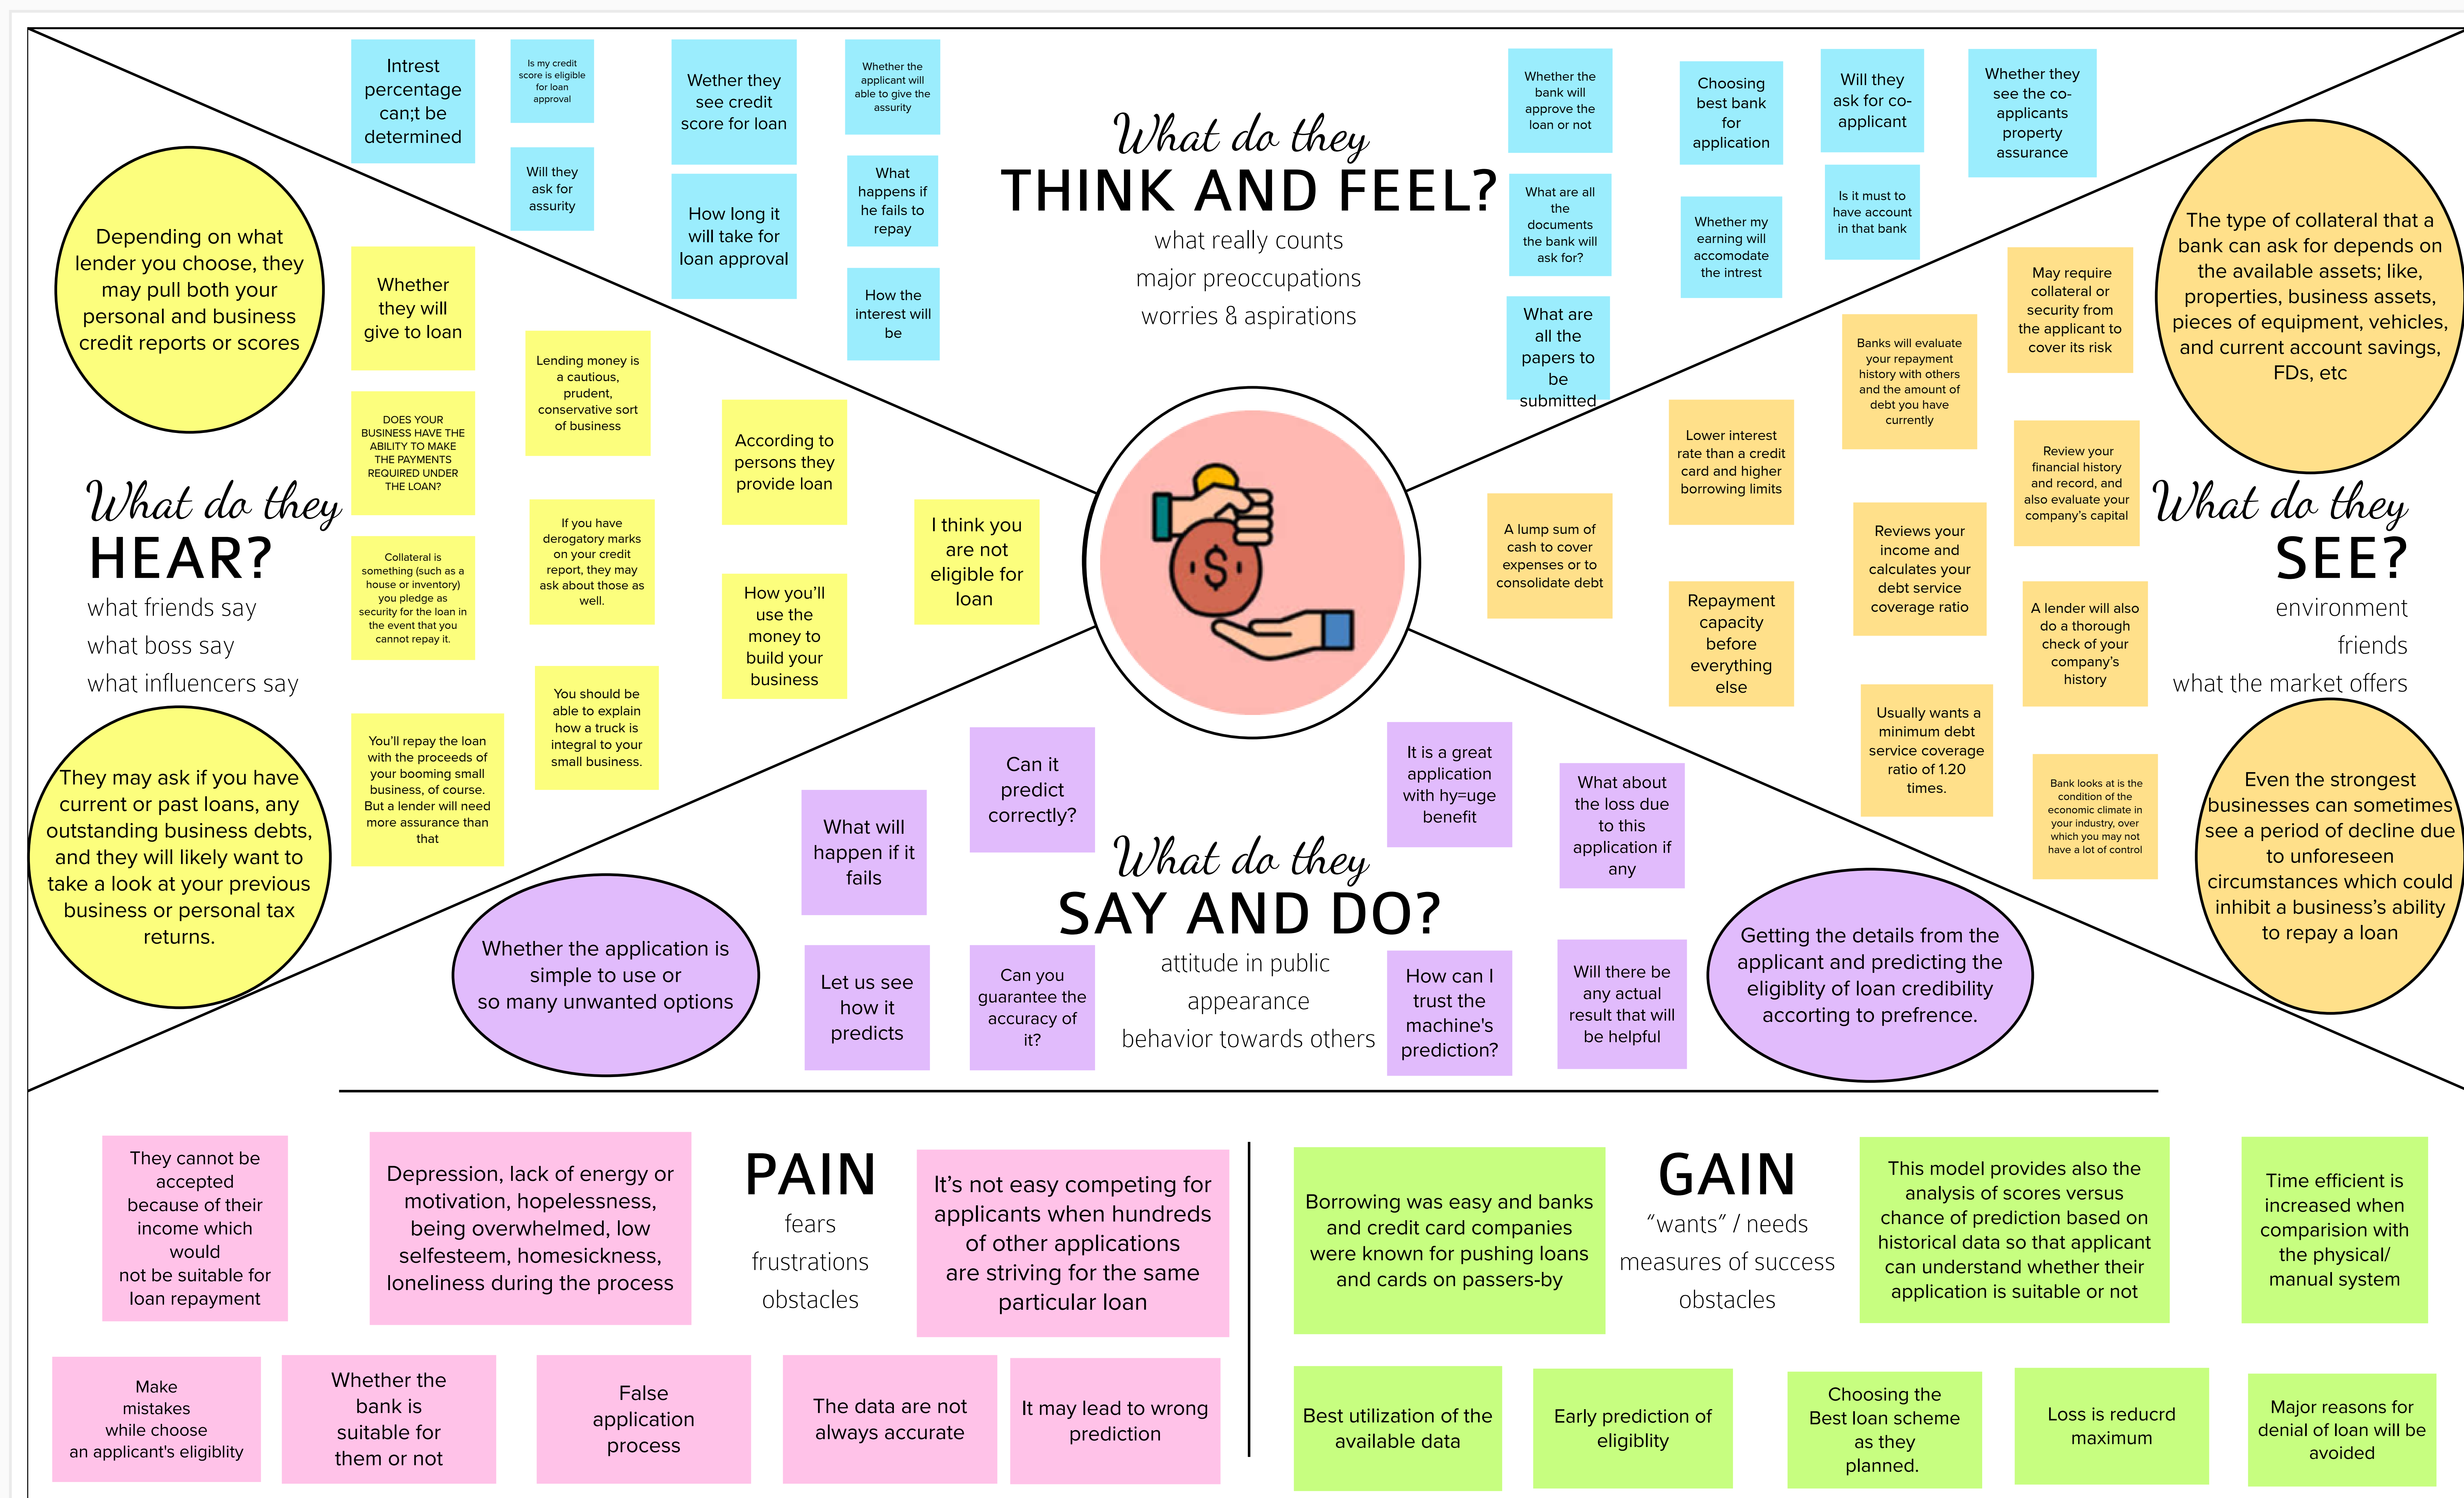 Intrest
percentage
can;t be
determined
Is my credit
score is eligible
for loan
approval
Will they
ask for
assurity
Wether they
see credit
score for loan
How long it
will take for
loan approval
Whether the
applicant will
able to give the
assurity
What
happens if
he fails to
repay
How the
interest will
be
What do they
THINK AND FEEL?
what really counts
major preoccupations
worries & aspirations
Whether the
bank will
approve the
loan or not
What are all
the
documents
the bank will
ask for?
What are
all the
papers to
be
submitted
Choosing
best bank
for
application
Whether my
earning will
accomodate
the intrest
Will they
ask for co-
applicant
Is it must to
have account
in that bank
Whether they
see the co-
applicants
property
assurance
Depending on what
lender you choose, they
may pull both your
personal and business
credit reports or scores
What do they
HEAR?
what friends say
what boss say
what influencers say
They may ask if you have
current or past loans, any
outstanding business debts,
and they will likely want to
take a look at your previous
business or personal tax
returns.
Whether
they will
give to loan
DOES YOUR
BUSINESS HAVE THE
ABILITY TO MAKE
THE PAYMENTS
REQUIRED UNDER
THE LOAN?
Collateral is
something (such as a
house or inventory)
you pledge as
security for the loan in
the event that you
cannot repay it.
You’ll repay the loan
with the proceeds of
your booming small
business, of course.
But a lender will need
more assurance than
that
Lending money is
a cautious,
prudent,
conservative sort
of business
If you have
derogatory marks
on your credit
report, they may
ask about those as
well.
You should be
able to explain
how a truck is
integral to your
small business.
According to
persons they
provide loan
How you’ll
use the
money to
build your
business
I think you
are not
eligible for
loan
$
A lump sum of
cash to cover
expenses or to
consolidate debt
Lower interest
rate than a credit
card and higher
borrowing limits
Repayment
capacity
before
everything
else
Banks will evaluate
your repayment
history with others
and the amount of
debt you have
currently
Reviews your
income and
calculates your
debt service
coverage ratio
Usually wants a
minimum debt
service coverage
ratio of 1.20
times.
May require
collateral or
security from
the applicant to
cover its risk
Review your
financial history
and record, and
also evaluate your
company’s capital
A lender will also
do a thorough
check of your
company’s
history
Bank looks at is the
condition of the
economic climate in
your industry, over
which you may not
have a lot of control
The type of collateral that a
bank can ask for depends on
the available assets; like,
properties, business assets,
pieces of equipment, vehicles,
and current account savings,
FDs, etc
What do they
SEE?
environment
friends
what the market offers
Even the strongest
businesses can sometimes
see a period of decline due
to unforeseen
circumstances which could
inhibit a business’s ability
to repay a loan
Whether the application is
simple to use or
so many unwanted options
What will
happen if it
fails
Let us see
how it
predicts
Can it
predict
correctly?
Can you
guarantee the
accuracy of
it?
What do they
SAY AND DO?
attitude in public
appearance
behavior towards others
It is a great
application
with hy=uge
benefit
How can I
trust the
machine's
prediction?
What about
the loss due
to this
application if
any
Will there be
any actual
result that will
be helpful
Getting the details from the
applicant and predicting the
eligiblity of loan credibility
accorting to prefrence.
They cannot be
accepted
because of their
income which
would
not be suitable for
loan repayment
Depression, lack of energy or
motivation, hopelessness,
being overwhelmed, low
selfesteem, homesickness,
loneliness during the process
PAIN
fears
frustrations
obstacles
It’s not easy competing for
applicants when hundreds
of other applications
are striving for the same
particular loan
Make
mistakes
while choose
an applicant's eligiblity
Whether the
bank is
suitable for
them or not
False
application
process
The data are not
always accurate
It may lead to wrong
prediction
Borrowing was easy and banks
and credit card companies
were known for pushing loans
and cards on passers-by
GAIN
“wants” / needs
measures of success
obstacles
This model provides also the
analysis of scores versus
chance of prediction based on
historical data so that applicant
can understand whether their
application is suitable or not
Time efficient is
increased when
comparision with
the physical/
manual system
Best utilization of the
available data
Early prediction of
eligiblity
Choosing the
Best loan scheme
as they
planned.
Loss is reducrd
maximum
Major reasons for
denial of loan will be
avoided